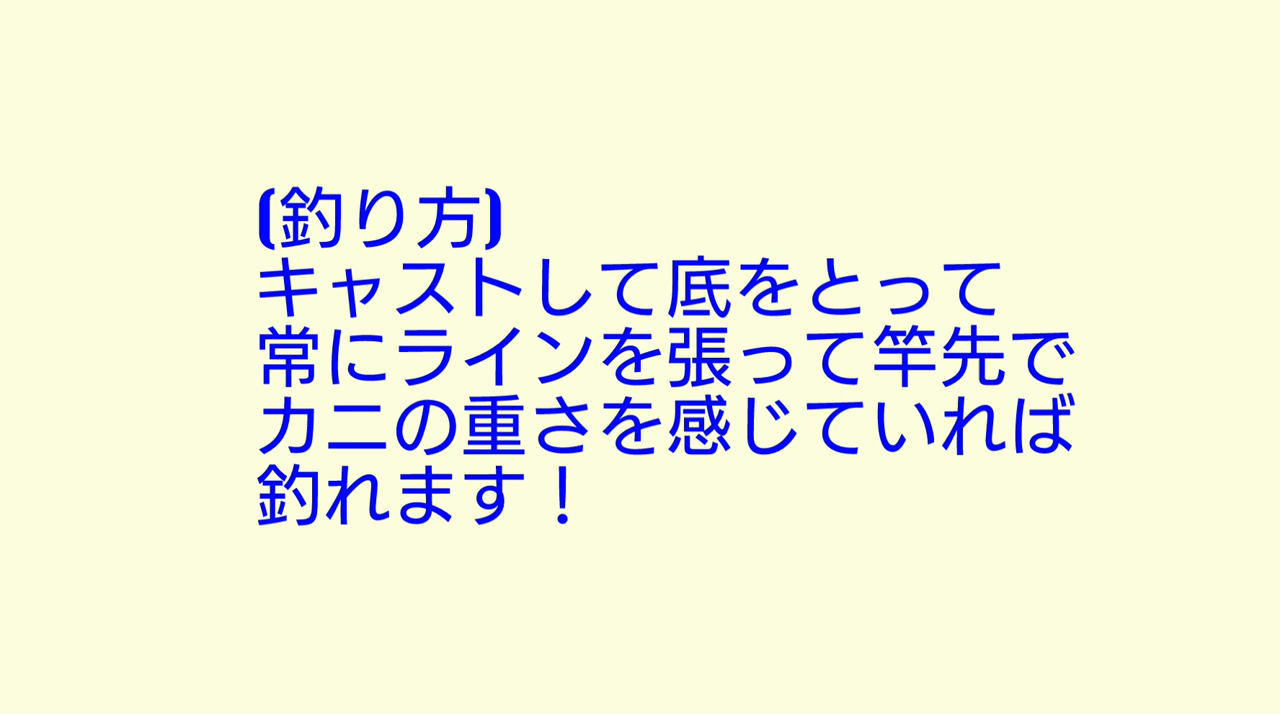 (釣り方)
キャストして底をとって
常にラインを張って竿先で
カニの重さを感じていれば
釣れます！